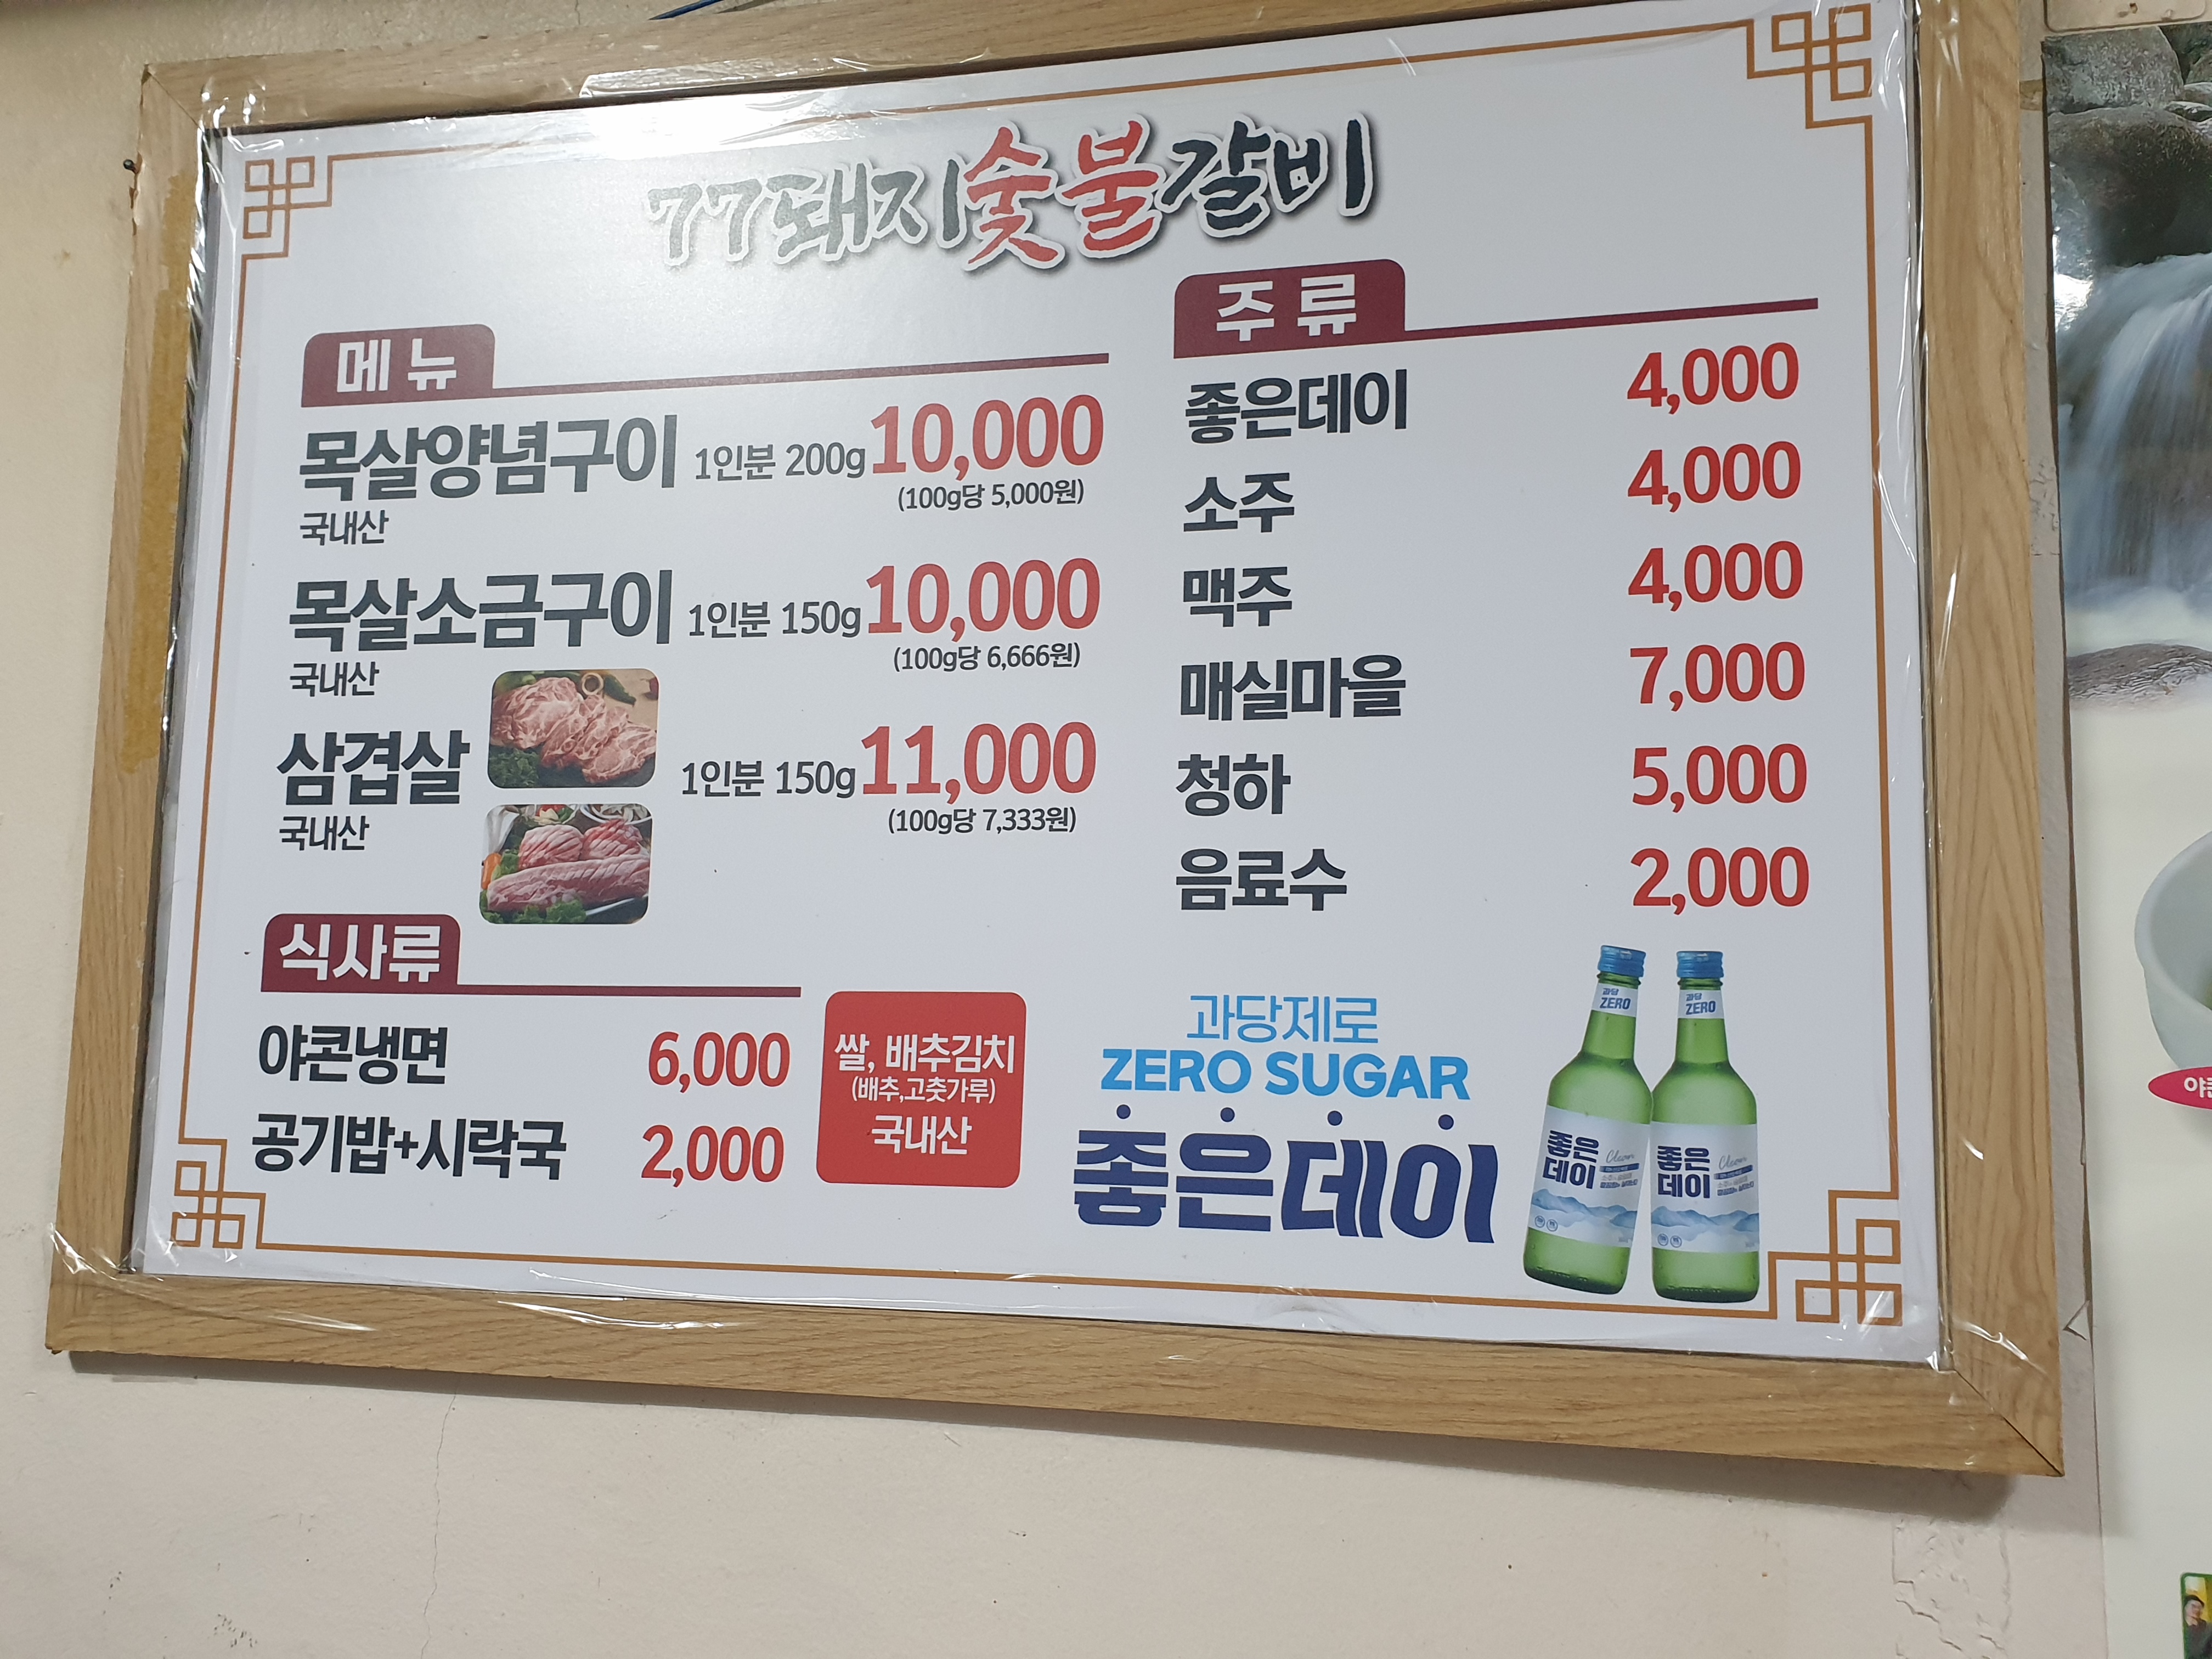 77돼지숯불갈비
메뉴
목살양념구이 1인분 200g 10,000
(100g당 5,000원)
국내산
목살소금구이 1인분 150g 10,000
(100g당 6,666원)
국내산
삼겹살 1인분 150g 11,000
(100g당 7,333원)
국내산
식사류
야콘냉면 6,000
공기밥+시락국 2,000
쌀, 배추김치
(배추,고춧가루)
국내산
주류
좋은데이 4,000
소주 4,000
맥주 4,000
매실마을 7,000
청하 5,000
음료수 2,000
과당제로
ZERO SUGAR
좋은데이
과당
ZERO
좋은
데이
과당
ZERO
좋은
데이